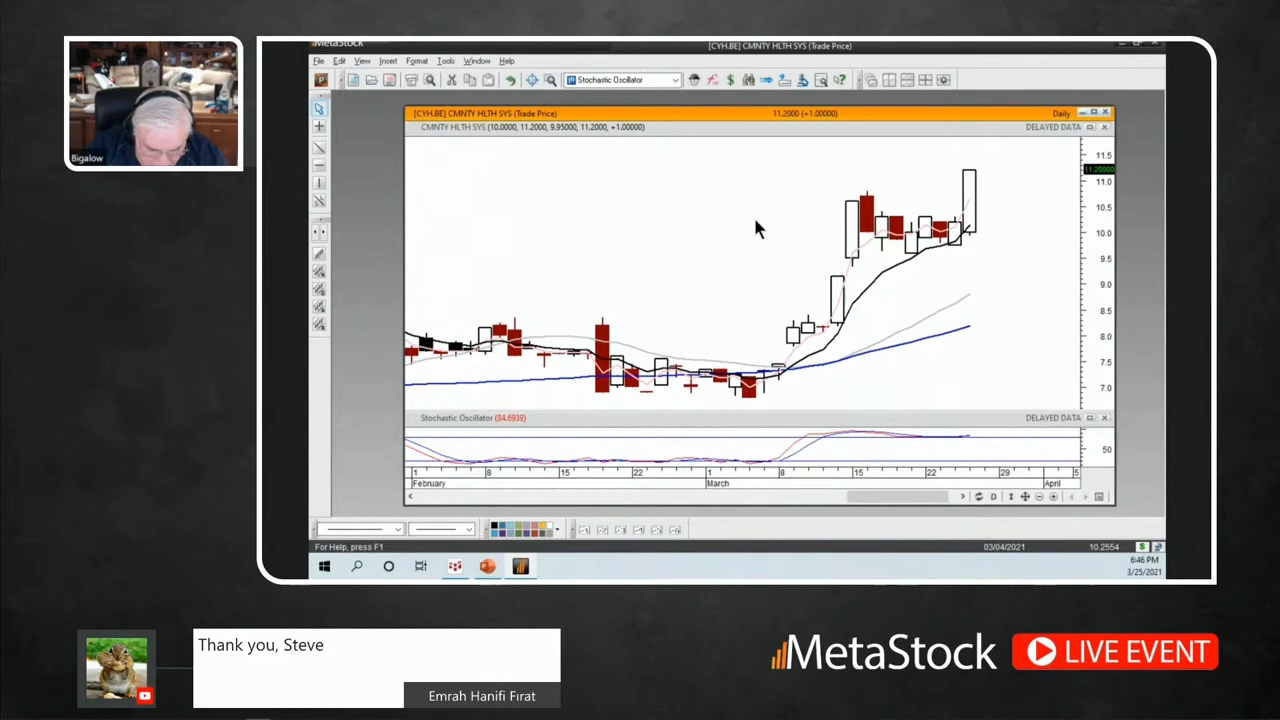 MetaStock
[CYH.BE] CMNTY HLTH SYS (Trade Price)
File Edit View Insert Format Tools Window Help
P
Stochastic Oscillator
[CYH.BE] CMNTY HLTH SYS (Trade Price)
11.2000 (+1.00000)
Daily
CMNTY HLTH SYS (10.0000, 11.2000, 9.95000, 11.2000, +1.00000)
DELAYED DATA
Bigalow
11.5
11.20000
11.0
10.5
10.0
9.5
9.0
8.5
8.0
7.5
7.0
Stochastic Oscillator (84.6939)
DELAYED DATA
50
1 8 15 22 1 8 15 22 29 5
February March April
D
For Help, press F1
03/04/2021
10.2554
6:46 PM
3/25/2021
Thank you, Steve
Emrah Hanifi Fırat
MetaStock
LIVE EVENT